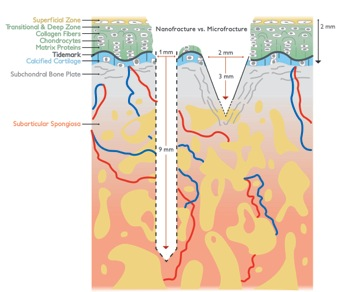 Superficial Zone
Transitional & Deep Zone
Collagen Fibers
Chondrocytes
Matrix Proteins
Tidemark
Calcified Cartilage
Subchondral Bone Plate
Subarticular Spongiosa
Nanofracture vs. Microfracture
1 mm
2 mm
3 mm
9 mm
2 mm